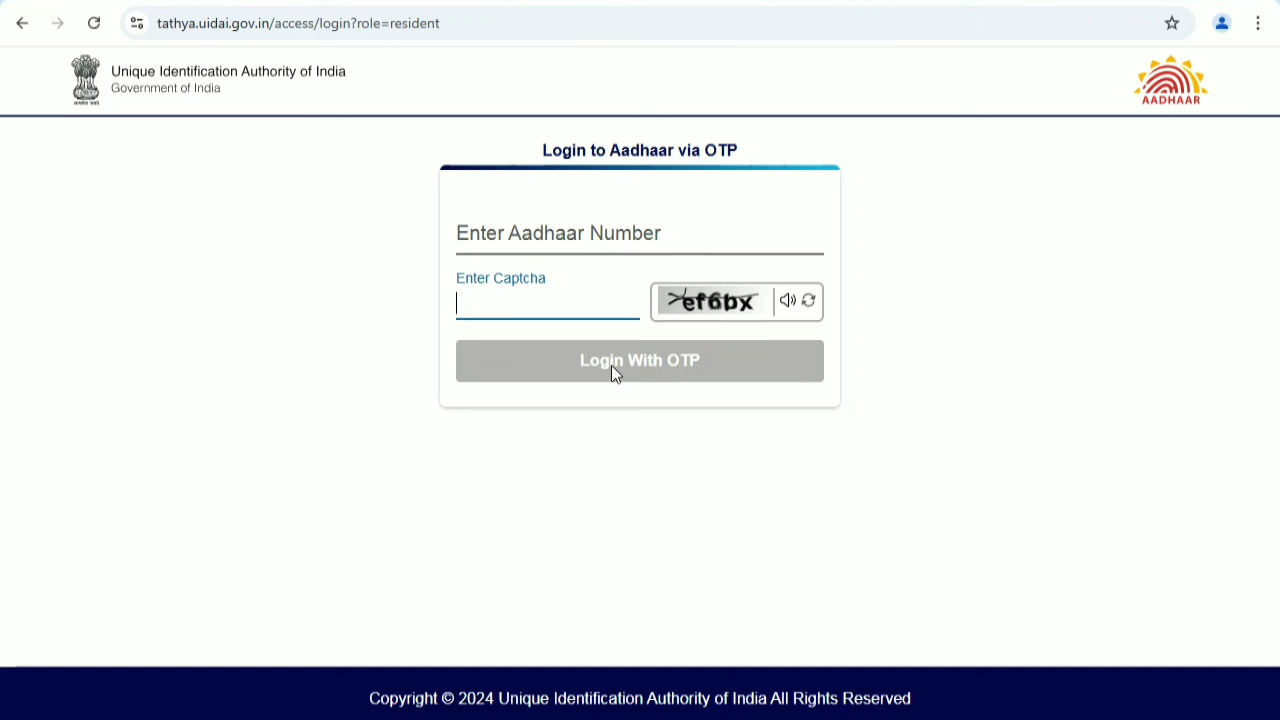 tathya.uidai.gov.in/access/login?role=resident
Unique Identification Authority of India
Government of India
AADHAAR
Login to Aadhaar via OTP
Enter Aadhaar Number
Enter Captcha
ef6bx
Login With OTP
Copyright © 2024 Unique Identification Authority of India All Rights Reserved